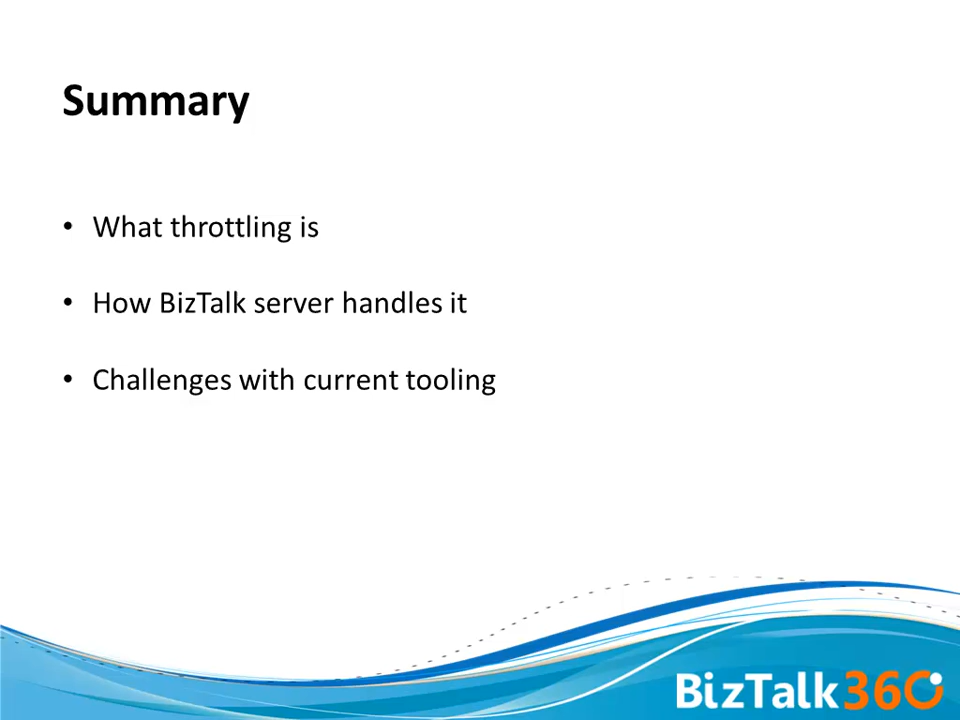 Summary
• What throttling is
• How BizTalk server handles it
• Challenges with current tooling
BizTalk360